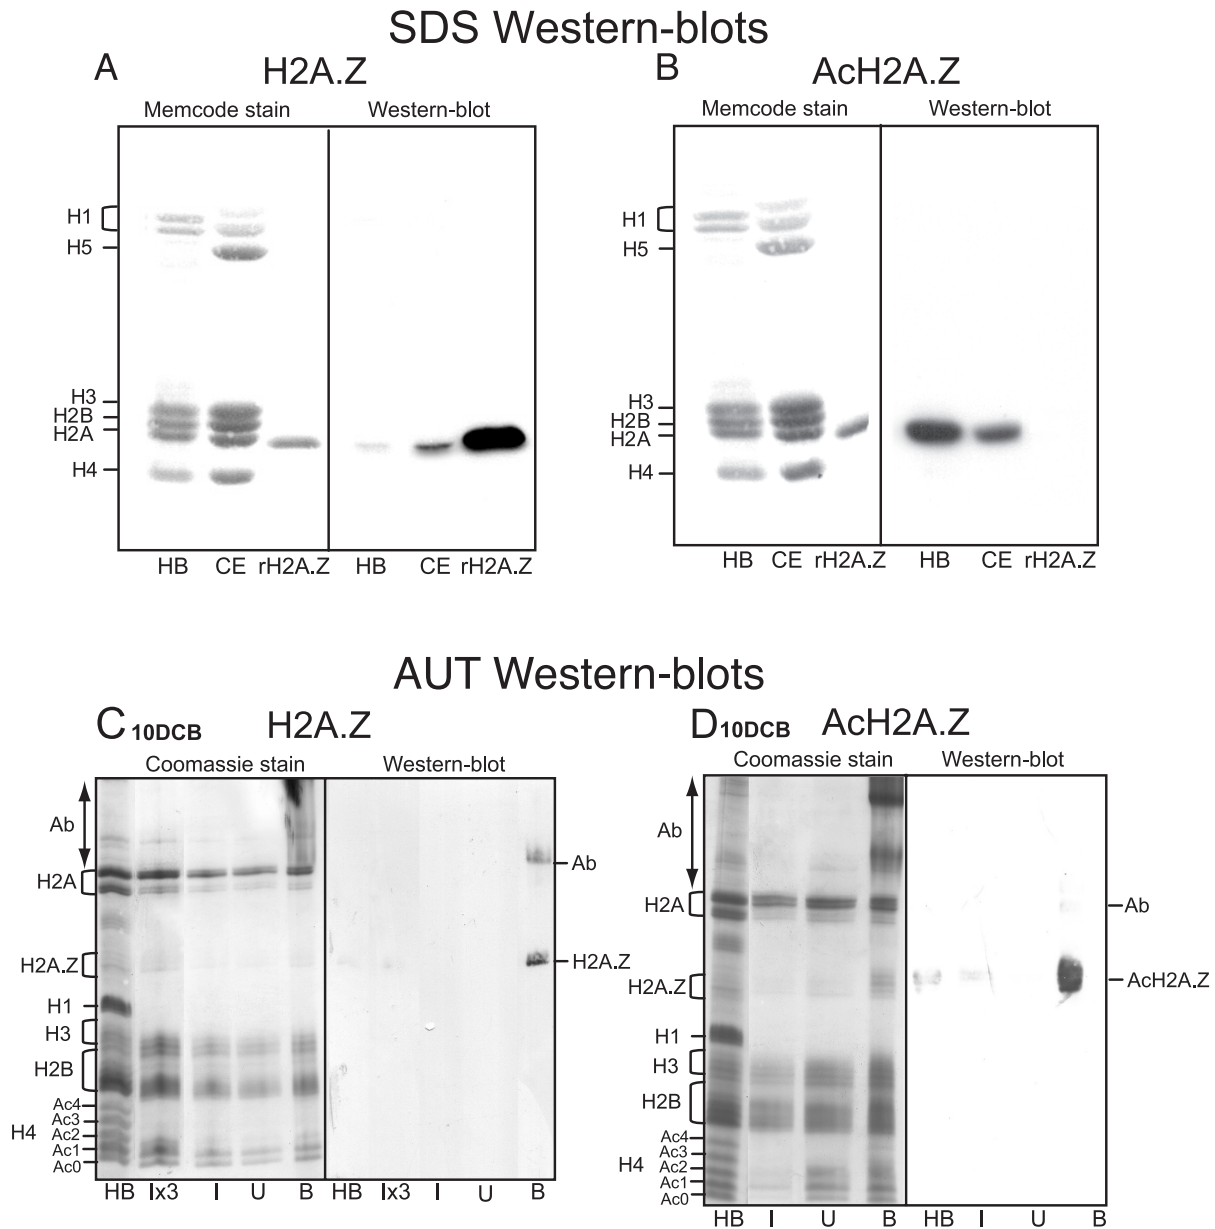 SDS Western-blots
A H2A.Z
Memcode stain Western-blot
H1
H5
H3
H2B
H2A
H4
HB CE rH2A.Z HB CE rH2A.Z
B AcH2A.Z
Memcode stain Western-blot
H1
H5
H3
H2B
H2A
H4
HB CE rH2A.Z HB CE rH2A.Z
AUT Western-blots
C 10DCB H2A.Z
Coomassie stain Western-blot
Ab
Ab
H2A
H2A.Z
H2A.Z
H1
H3
H2B
Ac4
Ac3
H4 Ac2
Ac1
Ac0
HB Ix3 I U B HB Ix3 I U B
D 10DCB AcH2A.Z
Coomassie stain Western-blot
Ab
H2A
Ab
H2A.Z
AcH2A.Z
H1
H3
H2B
Ac4
Ac3
H4 Ac2
Ac1
Ac0
HB I U B HB I U B